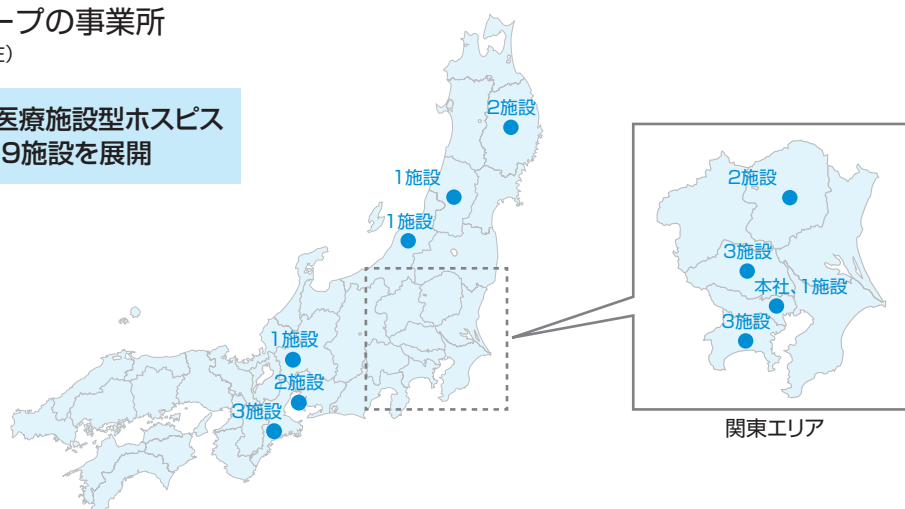 ープの事業所
医療施設型ホスピス
9施設を展開
2施設
1施設
1施設
1施設
2施設
3施設
2施設
3施設
本社、1施設
3施設
関東エリア